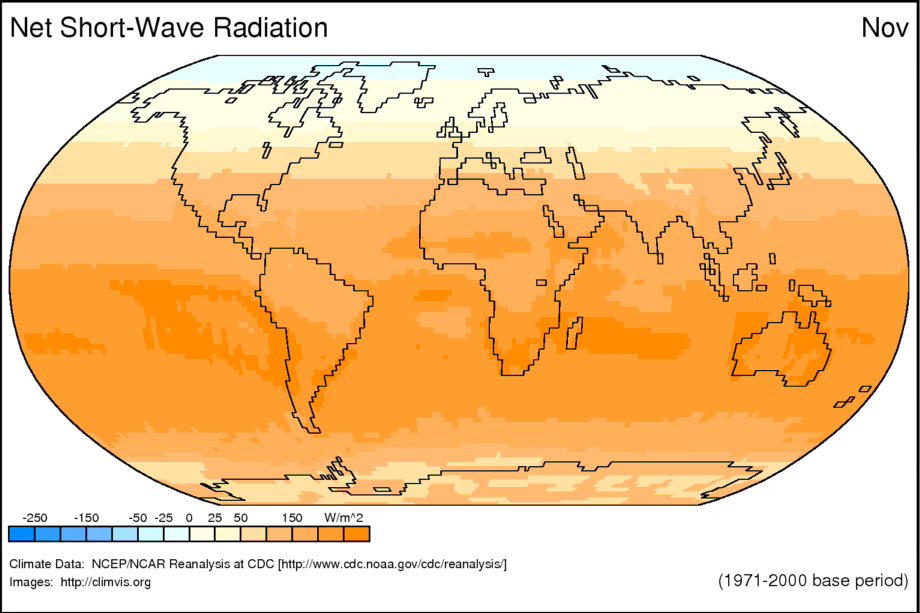 Net Short-Wave Radiation
Nov
-250 -150 -50 -25 0 25 50 150 W/m^2
Climate Data: NCEP/NCAR Reanalysis at CDC [http://www.cdc.noaa.gov/cdc/reanalysis/]
Images: http://climvis.org
(1971-2000 base period)